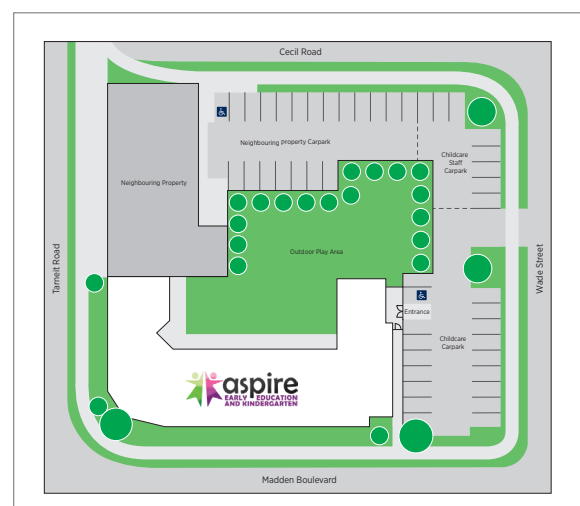 Cecil Road
Neighbouring Property Carpark
Childcare
Staff
Carpark
Neighbouring Property
Tarneit Road
Outdoor Play Area
Wade Street
Entrance
Childcare
Carpark
aspire
EARLY EDUCATION
AND KINDERGARTEN
Madden Boulevard